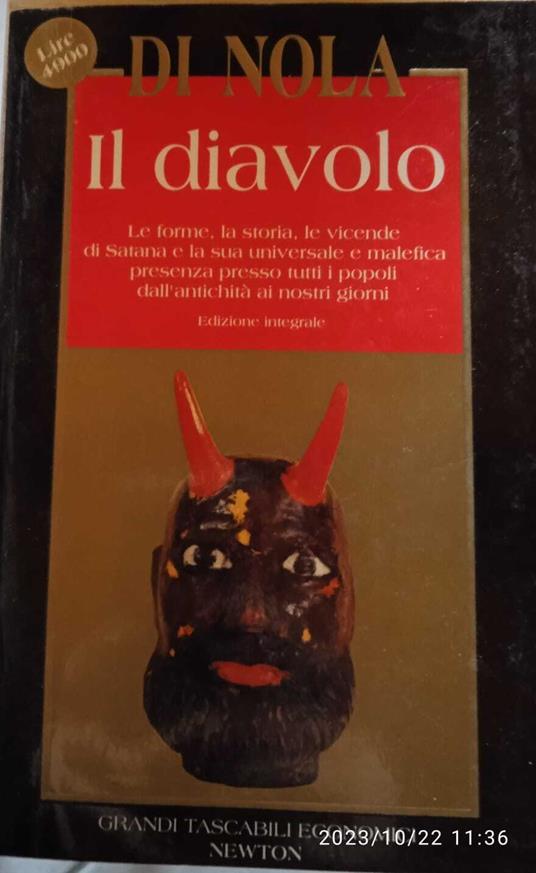 Lire
4900
DI NOLA
Il diavolo
Le forme, la storia, le vicende
di Satana e la sua universale e malefica
presenza presso tutti i popoli
dall'antichità ai nostri giorni
Edizione integrale
GRANDI TASCABILI ECONOMICI
NEWTON
2023/10/22 11:36